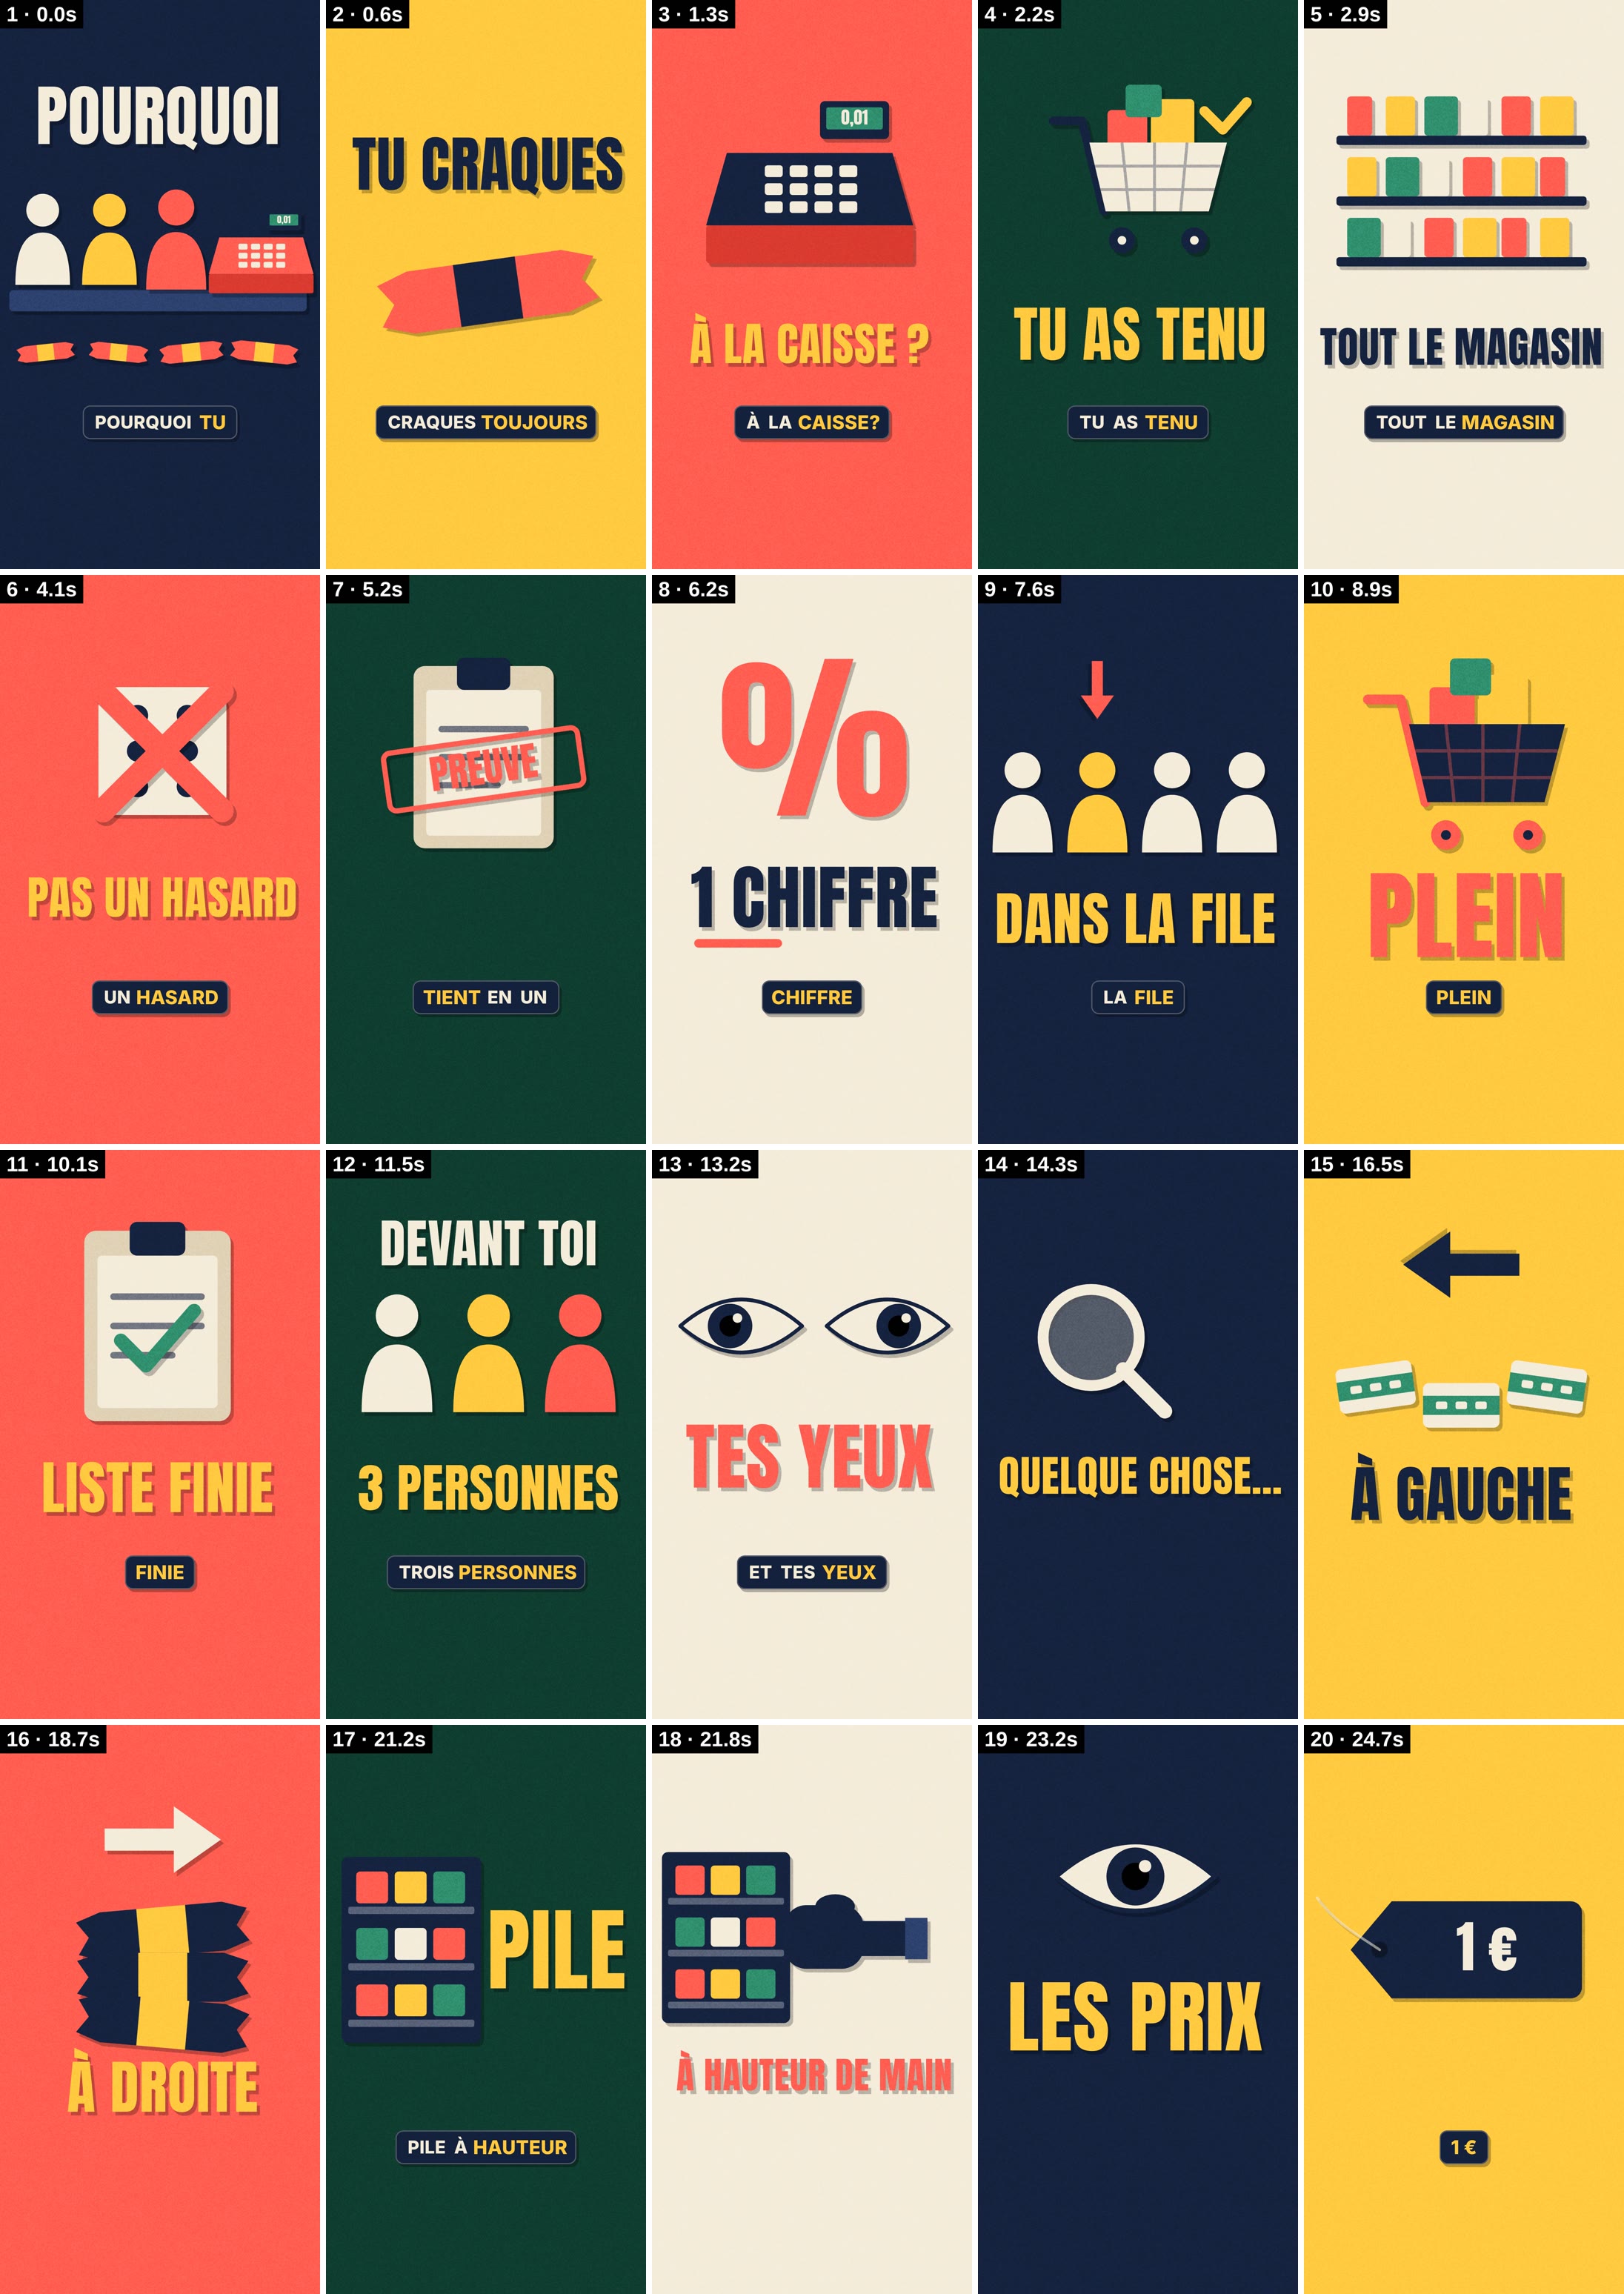 1 · 0.0s
POURQUOI
0,01
POURQUOI TU
2 · 0.6s
TU CRAQUES
CRAQUES TOUJOURS
3 · 1.3s
0,01
À LA CAISSE ?
À LA CAISSE?
4 · 2.2s
TU AS TENU
TU AS TENU
5 · 2.9s
TOUT LE MAGASIN
TOUT LE MAGASIN
6 · 4.1s
PAS UN HASARD
UN HASARD
7 · 5.2s
PREUVE
TIENT EN UN
8 · 6.2s
%
1 CHIFFRE
CHIFFRE
9 · 7.6s
DANS LA FILE
LA FILE
10 · 8.9s
PLEIN
PLEIN
11 · 10.1s
LISTE FINIE
FINIE
12 · 11.5s
DEVANT TOI
3 PERSONNES
TROIS PERSONNES
13 · 13.2s
TES YEUX
ET TES YEUX
14 · 14.3s
QUELQUE CHOSE...
15 · 16.5s
À GAUCHE
16 · 18.7s
À DROITE
17 · 21.2s
PILE
PILE À HAUTEUR
18 · 21.8s
À HAUTEUR DE MAIN
19 · 23.2s
LES PRIX
20 · 24.7s
1 €
1 €